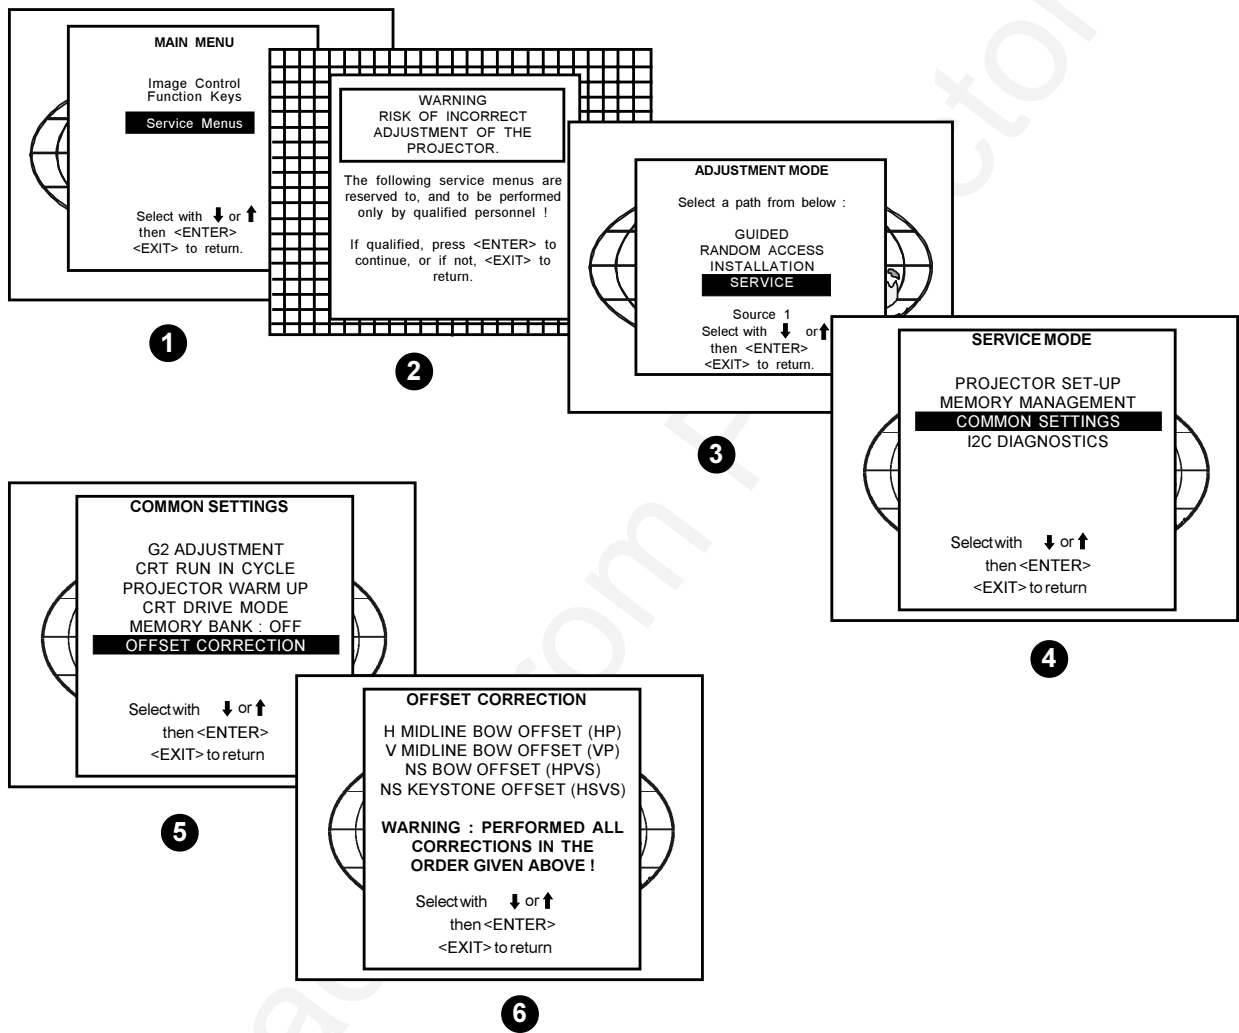 MAIN MENU
Image Control
Function Keys
Service Menus
Select with ⬇ or ⬆
then <ENTER>
<EXIT> to return.
1
WARNING
RISK OF INCORRECT
ADJUSTMENT OF THE
PROJECTOR.
The following service menus are
reserved to, and to be performed
only by qualified personnel !
If qualified, press <ENTER> to
continue, or if not, <EXIT> to
return.
2
ADJUSTMENT MODE
Select a path from below :
GUIDED
RANDOM ACCESS
INSTALLATION
SERVICE
Source 1
Select with ⬇ or ⬆
then <ENTER>
<EXIT> to return.
3
SERVICE MODE
PROJECTOR SET-UP
MEMORY MANAGEMENT
COMMON SETTINGS
I2C DIAGNOSTICS
Select with ⬇ or ⬆
then <ENTER>
<EXIT> to return
4
COMMON SETTINGS
G2 ADJUSTMENT
CRT RUN IN CYCLE
PROJECTOR WARM UP
CRT DRIVE MODE
MEMORY BANK : OFF
OFFSET CORRECTION
Select with ⬇ or ⬆
then <ENTER>
<EXIT> to return
5
OFFSET CORRECTION
H MIDLINE BOW OFFSET (HP)
V MIDLINE BOW OFFSET (VP)
NS BOW OFFSET (HPVS)
NS KEYSTONE OFFSET (HSVS)
WARNING : PERFORMED ALL
CORRECTIONS IN THE
ORDER GIVEN ABOVE !
Select with ⬇ or ⬆
then <ENTER>
<EXIT> to return
6